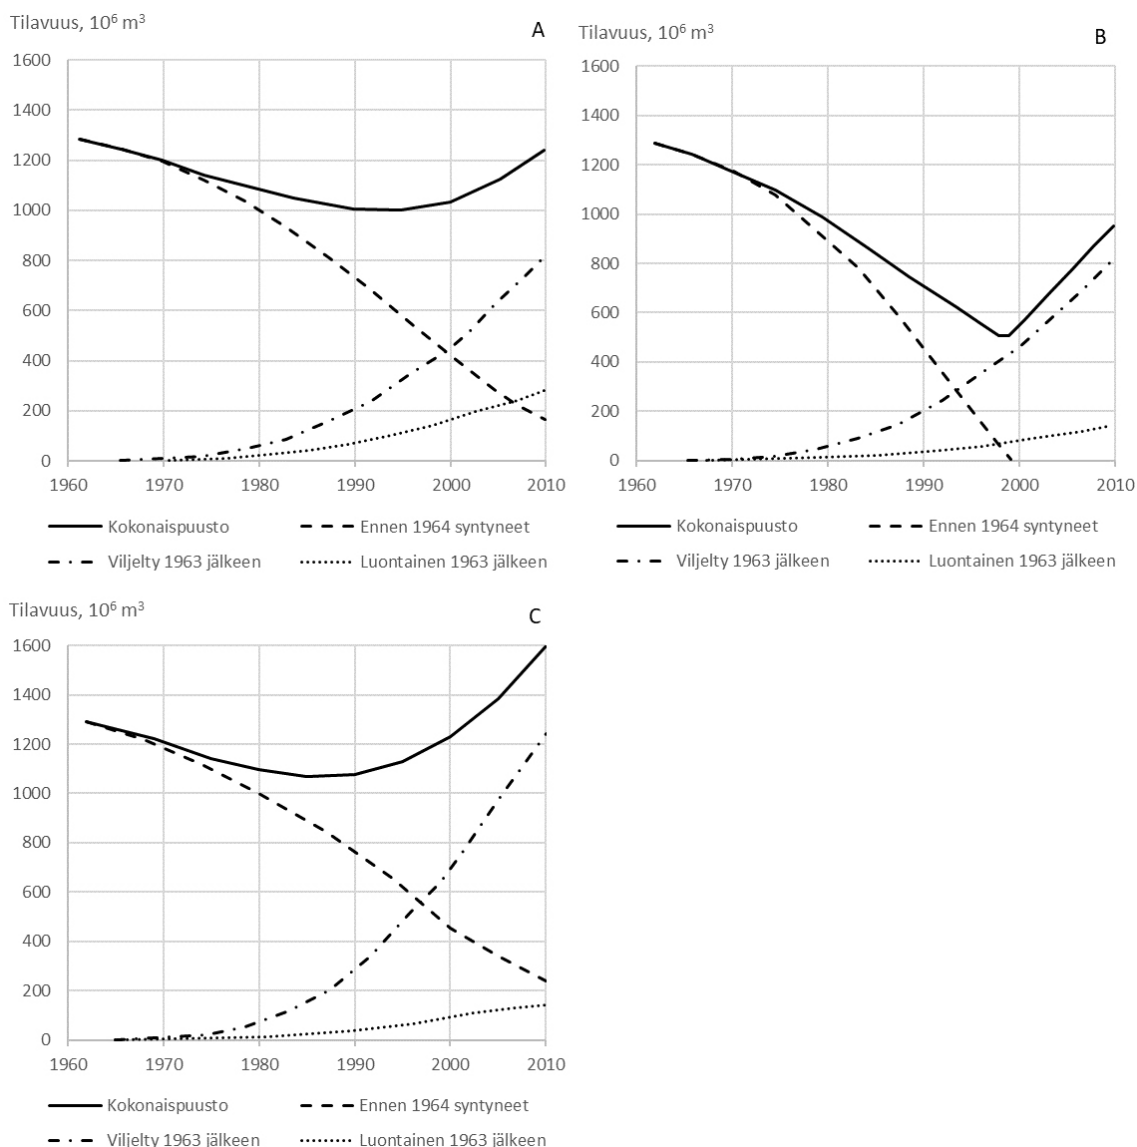 Tilavuus, 10⁶ m³
A
1600
1400
1200
1000
800
600
400
200
0
1960 1970 1980 1990 2000 2010
Kokonaispuusto Ennen 1964 syntyneet
Viljelty 1963 jälkeen Luontainen 1963 jälkeen
Tilavuus, 10⁶ m³
B
1600
1400
1200
1000
800
600
400
200
0
1960 1970 1980 1990 2000 2010
Kokonaispuusto Ennen 1964 syntyneet
Viljelty 1963 jälkeen Luontainen 1963 jälkeen
Tilavuus, 10⁶ m³
C
1600
1400
1200
1000
800
600
400
200
0
1960 1970 1980 1990 2000 2010
Kokonaispuusto Ennen 1964 syntyneet
Viljelty 1963 jälkeen Luontainen 1963 jälkeen